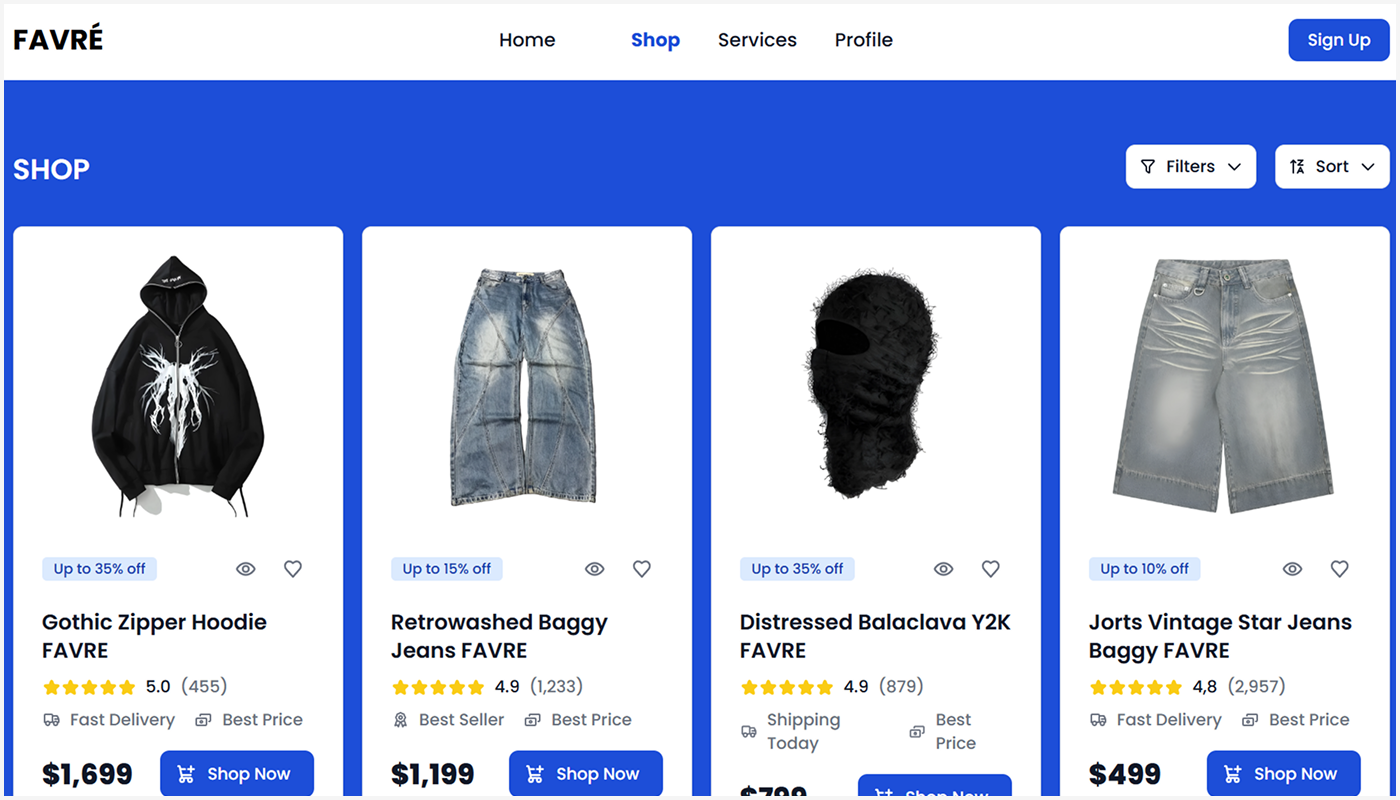 FAVRÉ
Home Shop Services Profile
Sign Up
SHOP
Filters
Sort
Up to 35% off
Gothic Zipper Hoodie
FAVRE
5.0 (455)
Fast Delivery Best Price
$1,699 Shop Now
Up to 15% off
Retrowashed Baggy
Jeans FAVRE
4.9 (1,233)
Best Seller Best Price
$1,199 Shop Now
Up to 35% off
Distressed Balaclava Y2K
FAVRE
4.9 (879)
Shipping
Today
Best
Price
$799 Shop Now
Up to 10% off
Jorts Vintage Star Jeans
Baggy FAVRE
4,8 (2,957)
Fast Delivery Best Price
$499 Shop Now